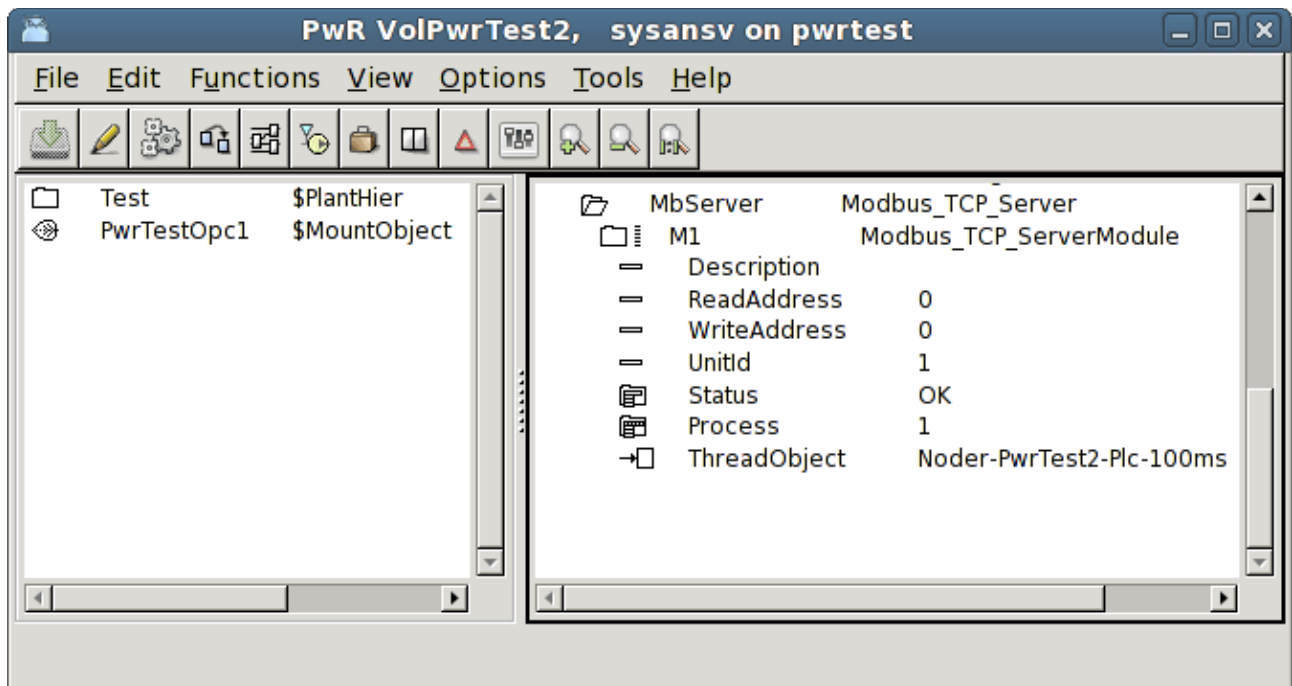 PwR VolPwrTest2, sysansv on pwrtest
File Edit Functions View Options Tools Help
Test $PlantHier
PwrTestOpc1 $MountObject
MbServer Modbus_TCP_Server
M1 Modbus_TCP_ServerModule
Description
ReadAddress 0
WriteAddress 0
UnitId 1
Status OK
Process 1
ThreadObject Noder-PwrTest2-Plc-100ms